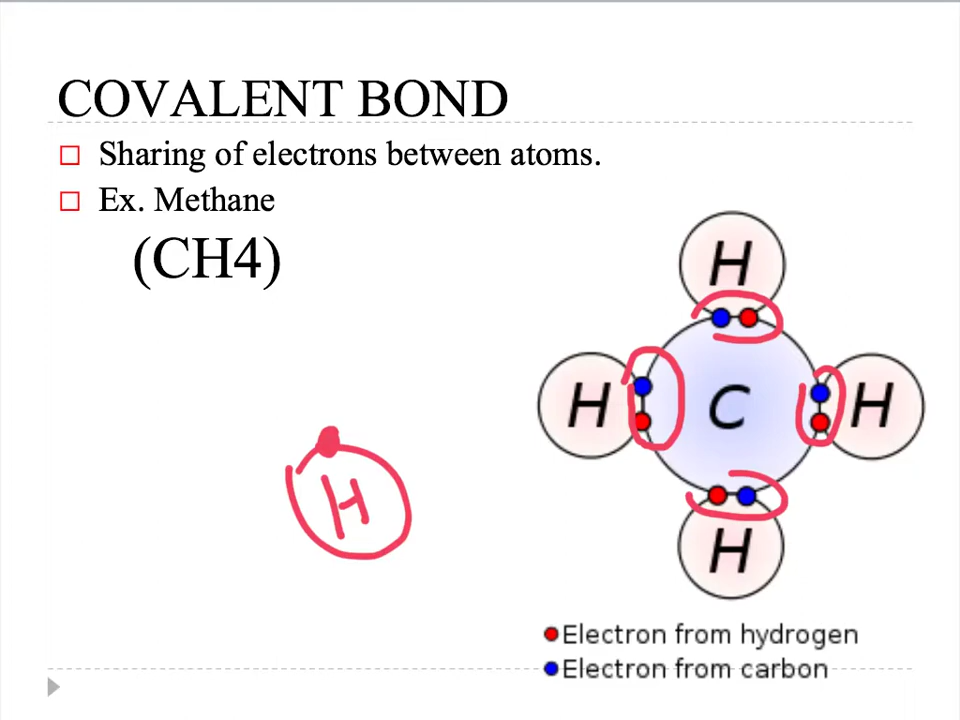 COVALENT BOND
Sharing of electrons between atoms.
Ex. Methane
(CH4)
H
H C H
H
H
Electron from hydrogen
Electron from carbon